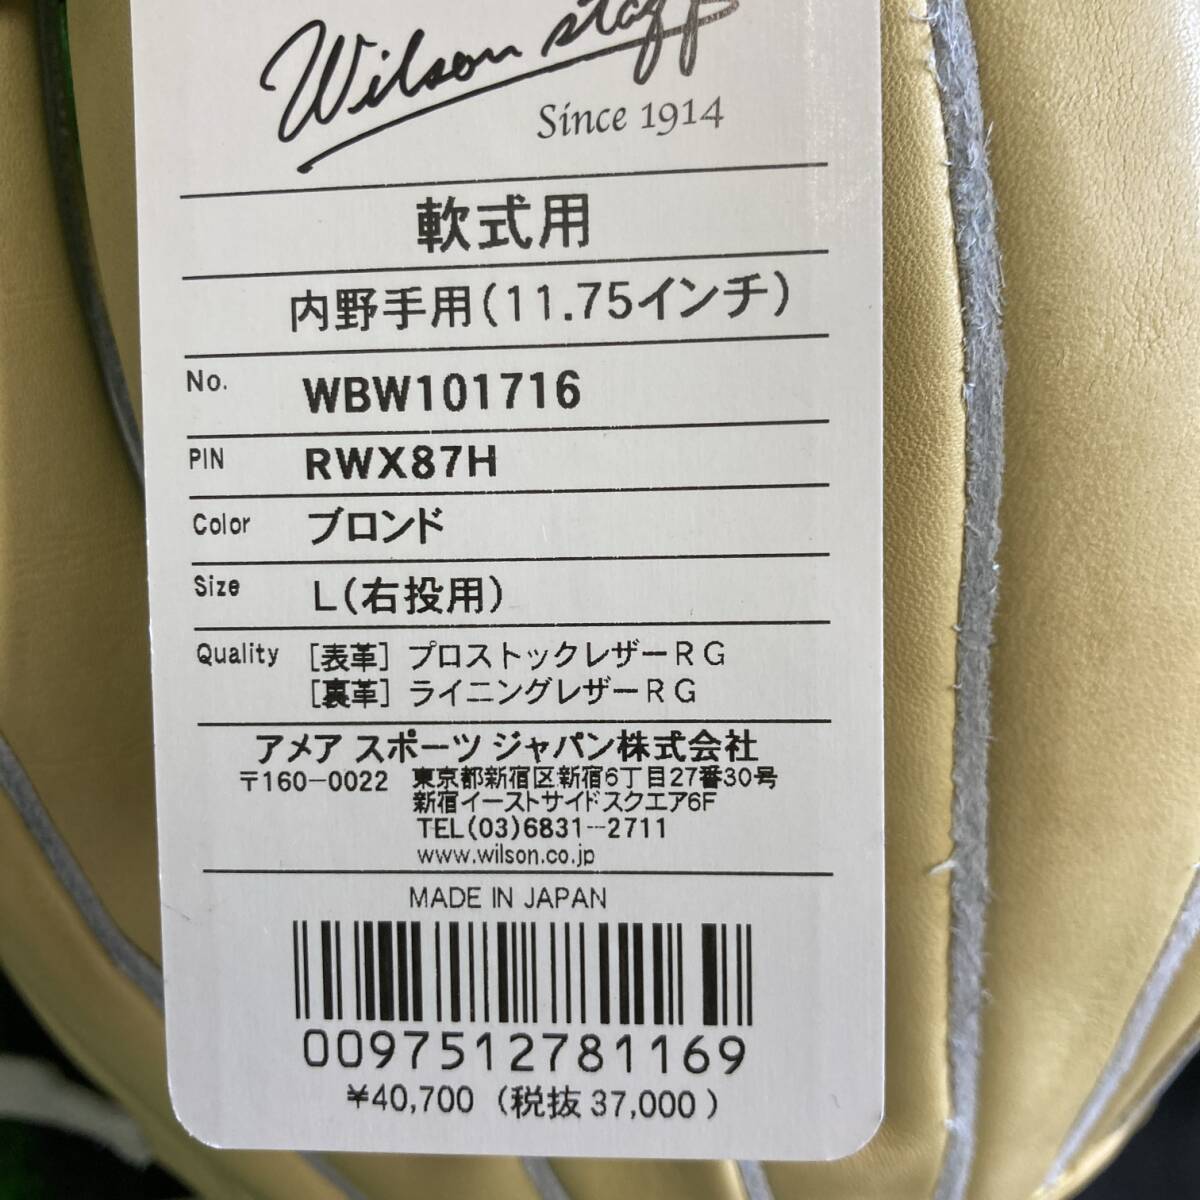 Wilson staff
Since 1914
軟式用
内野手用(11.75インチ)
No. WBW101716
PIN RWX87H
Color ブロンド
Size L(右投用)
Quality [表革] プロストックレザーRG
[裏革] ライニングレザーRG
アメア スポーツ ジャパン株式会社
〒160-0022 東京都新宿区新宿6丁目27番30号
新宿イーストサイドスクエア6F
TEL(03)6831-2711
www.wilson.co.jp
MADE IN JAPAN
0097512781169
¥40,700 (税抜 37,000)